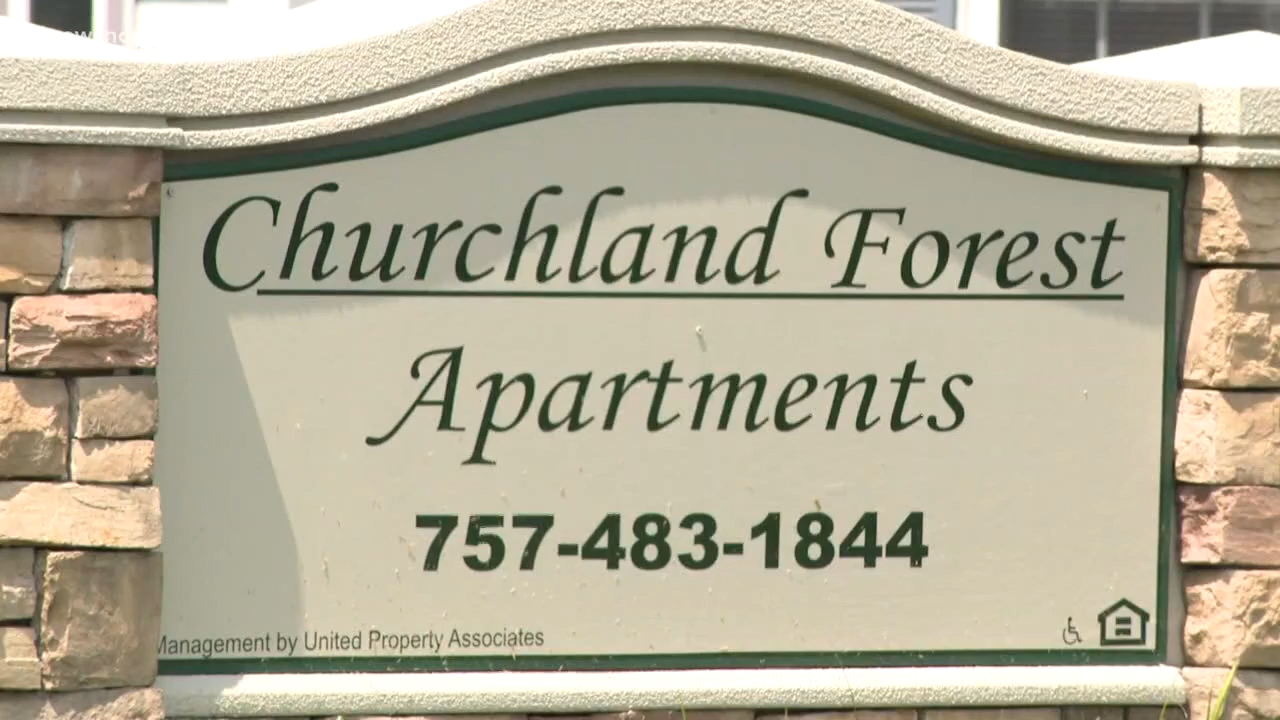 Churchland Forest
Apartments
757-483-1844
Management by United Property Associates